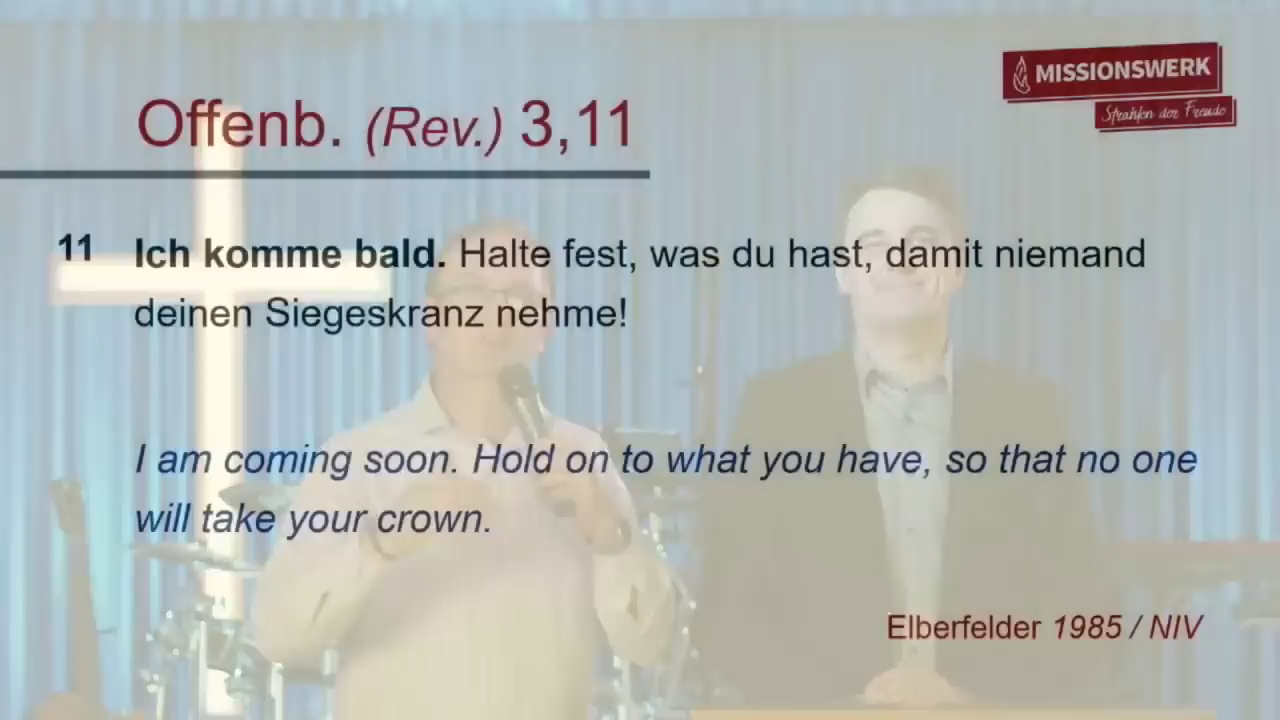 MISSIONSWERK
Strahlen der Freude
Offenb. (Rev.) 3,11
11 Ich komme bald. Halte fest, was du hast, damit niemand
deinen Siegeskranz nehme!
I am coming soon. Hold on to what you have, so that no one
will take your crown.
Elberfelder 1985 / NIV